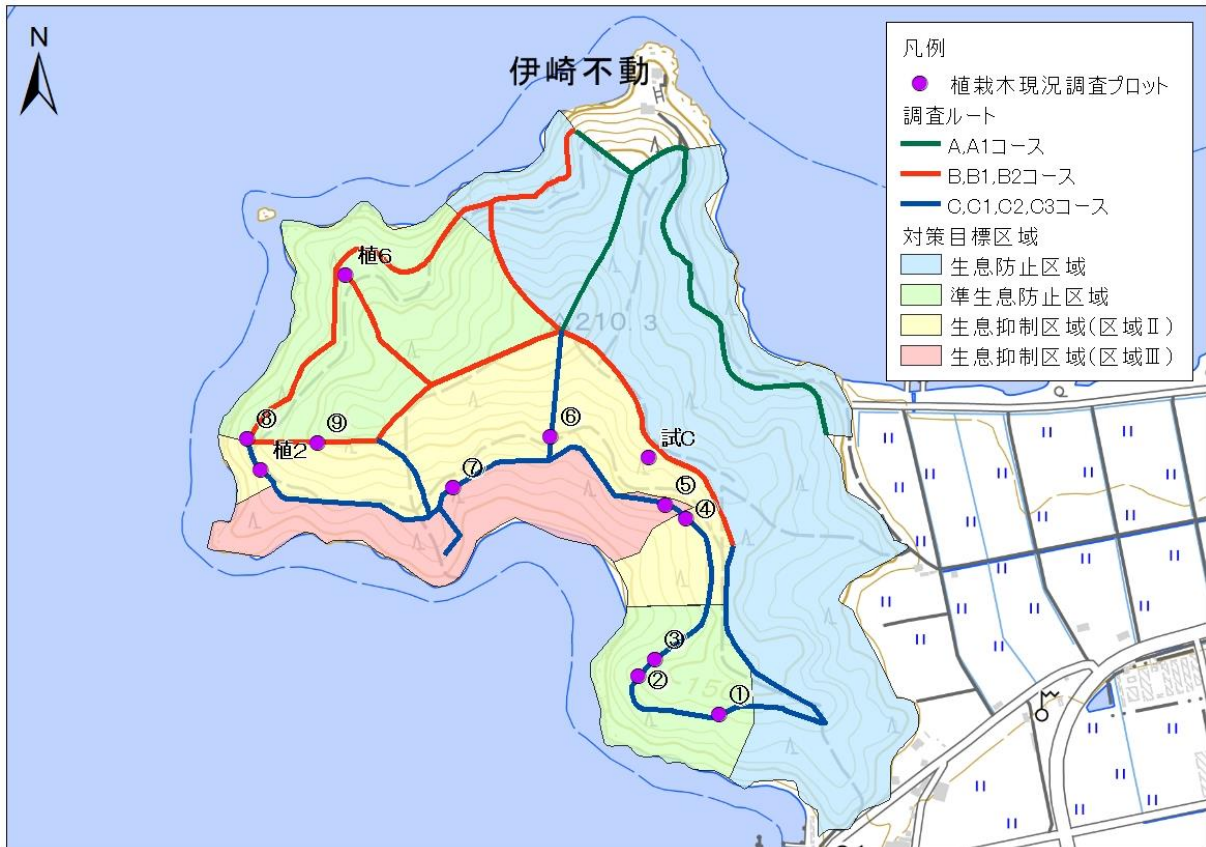 N
伊崎不動
凡例
植栽木現況調査プロット
調査ルート
A,A1コース
B,B1,B2コース
C,C1,C2,C3コース
対策目標区域
生息防止区域
準生息防止区域
生息抑制区域(区域Ⅱ)
生息抑制区域(区域Ⅲ)
植6
210.3
⑧
⑨
⑥
植2
試C
⑦
⑤
④
③
②
①